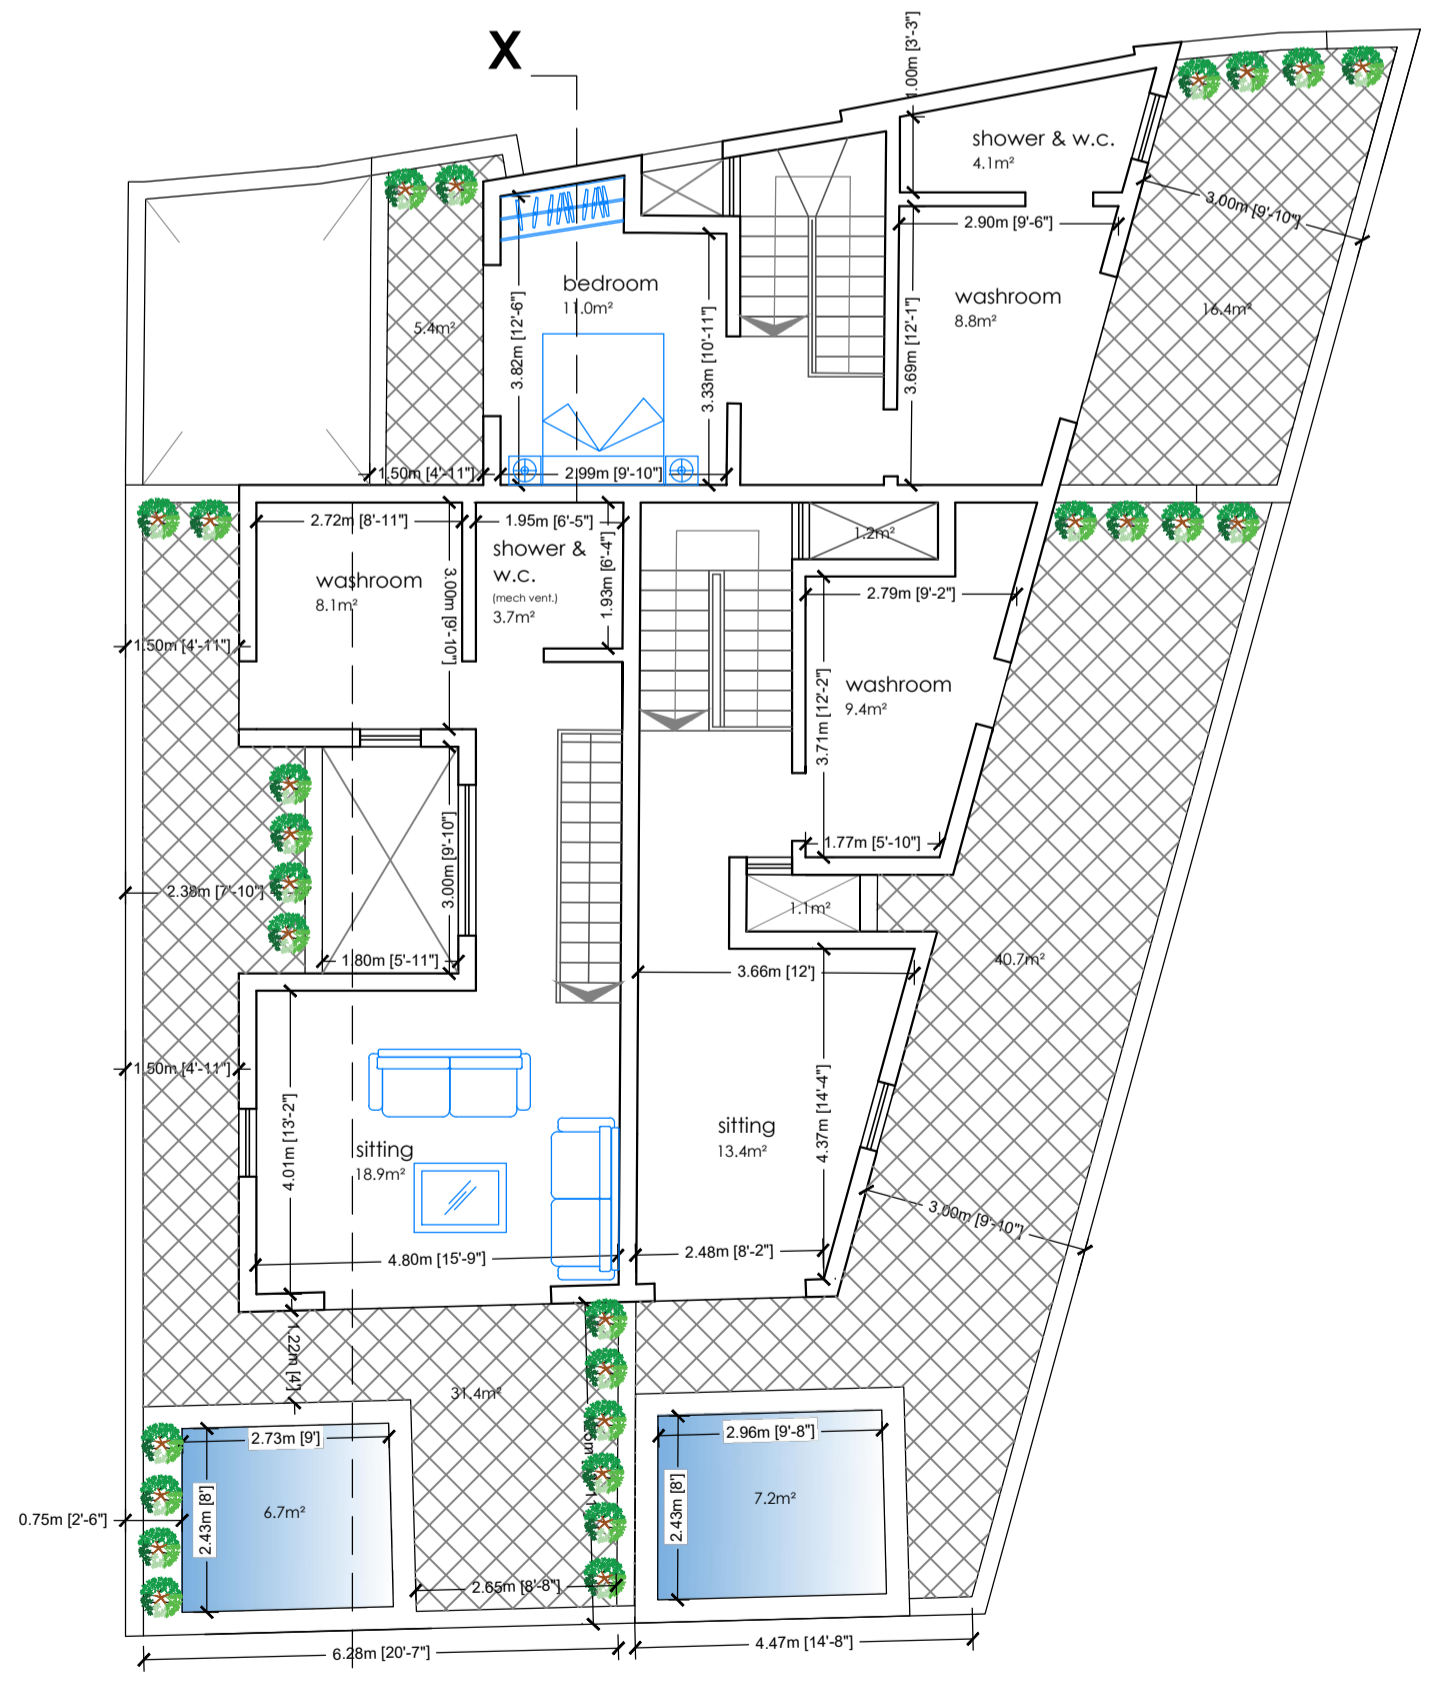 X
1.00m [3'-3"]
shower & w.c.
4.1m²
3.00m [9'-10"]
2.90m [9'-6"]
bedroom
11.0m²
washroom
8.8m²
16.4m²
5.4m²
3.82m [12'-6"]
3.33m [10'-11"]
3.69m [12'-1"]
1.50m [4'-11"]
2.99m [9'-10"]
2.72m [8'-11"]
1.95m [6'-5"]
1.2m²
shower &
w.c.
(mech vent.)
3.7m²
1.93m [6'-4"]
washroom
8.1m²
3.00m [9'-10"]
2.79m [9'-2"]
1.50m [4'-11"]
washroom
9.4m²
3.71m [12'-2"]
1.77m [5'-10"]
3.00m [9'-10"]
2.38m [7'-10"]
1.1m²
1.80m [5'-11"]
3.66m [12']
40.7m²
1.50m [4'-11"]
4.01m [13'-2"]
4.37m [14'-4"]
sitting
13.4m²
sitting
18.9m²
3.00m [9'-10"]
4.80m [15'-9"]
2.48m [8'-2"]
1.22m [4']
31.4m²
2.73m [9']
2.96m [9'-8"]
2.43m [8']
6.7m²
2.43m [8']
7.2m²
0.75m [2'-6"]
2.65m [8'-8"]
6.28m [20'-7"]
4.47m [14'-8"]